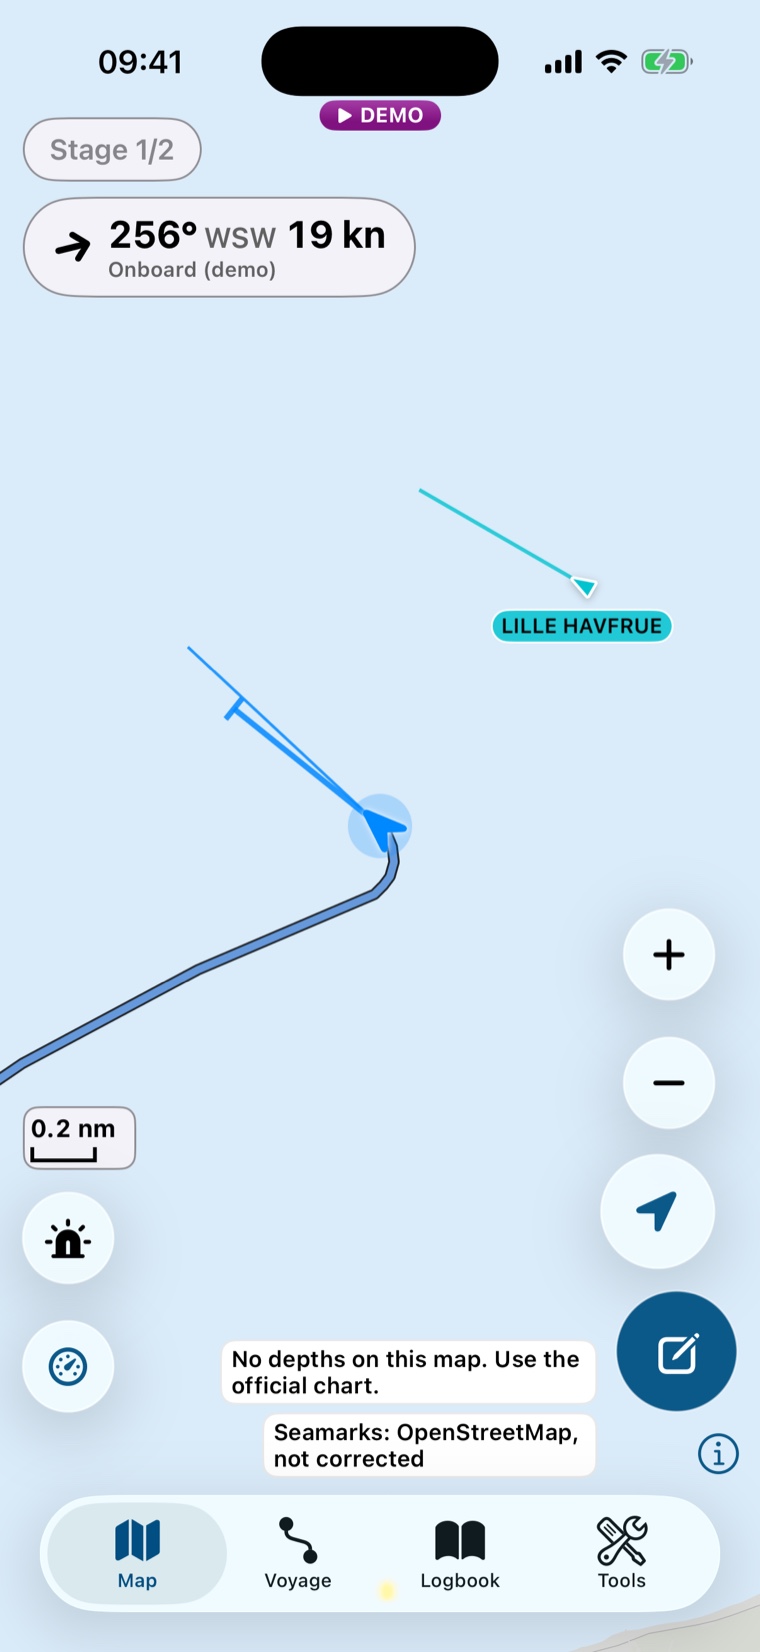 09:41
DEMO
Stage 1/2
256° WSW 19 kn
Onboard (demo)
LILLE HAVFRUE
0.2 nm
No depths on this map. Use the
official chart.
Seamarks: OpenStreetMap,
not corrected
Map
Voyage
Logbook
Tools